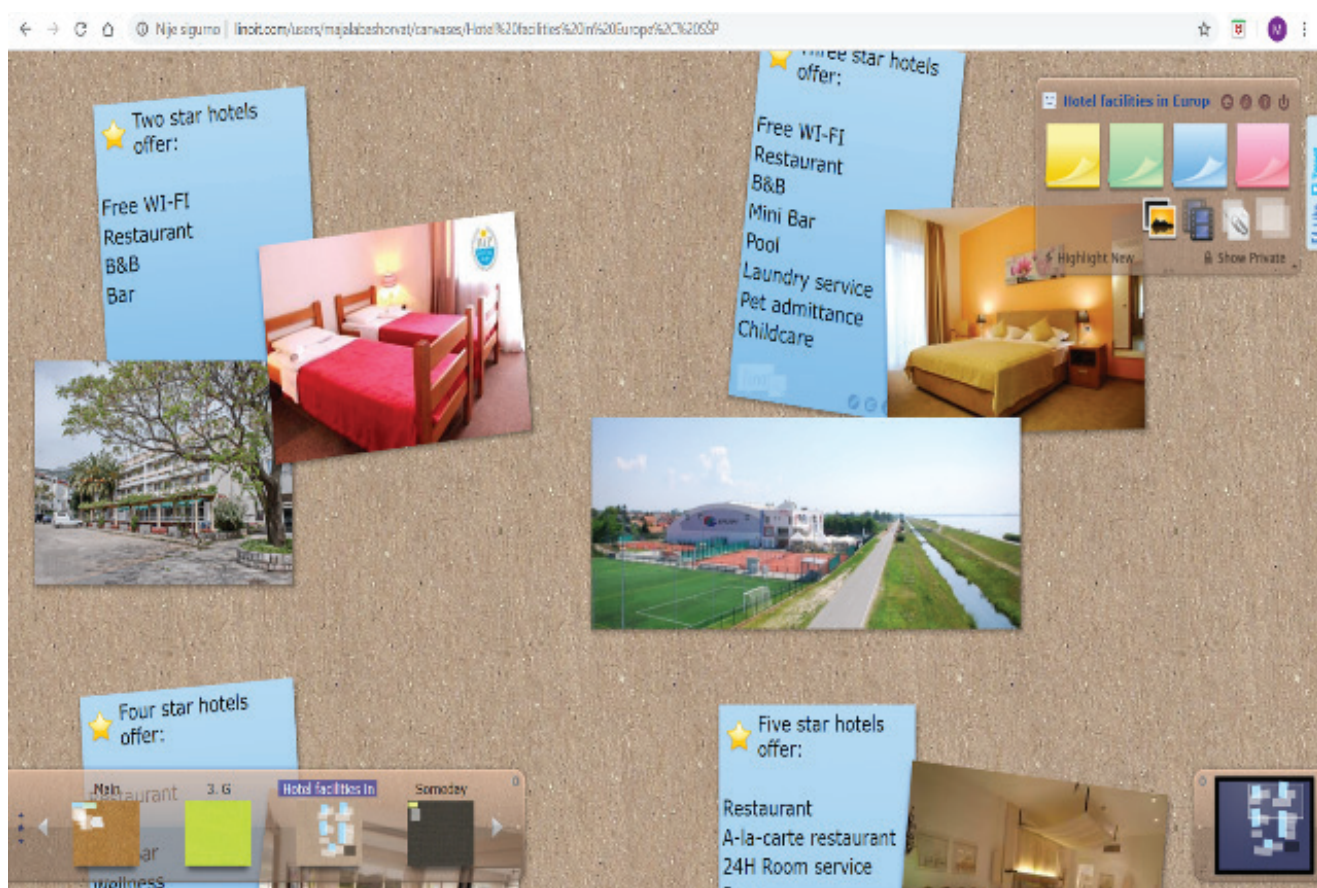 Nije sigurno | linoit.com/users/majalabashorvat/canvases/Hotel%20facilities%20in%20Europe%2C%20SŠP
M
Two star hotels
offer:
Free WI-FI
Restaurant
B&B
Bar
Three star hotels
offer:
Free WI-FI
Restaurant
B&B
Mini Bar
Pool
Laundry service
Pet admittance
Childcare
Hotel facilities in Europ
Highlight New
Show Private
Four star hotels
offer:
Restaurant
Wellness
Five star hotels
offer:
Restaurant
A-la-carte restaurant
24H Room service
Main
3. G
Hotel facilities in
Someday